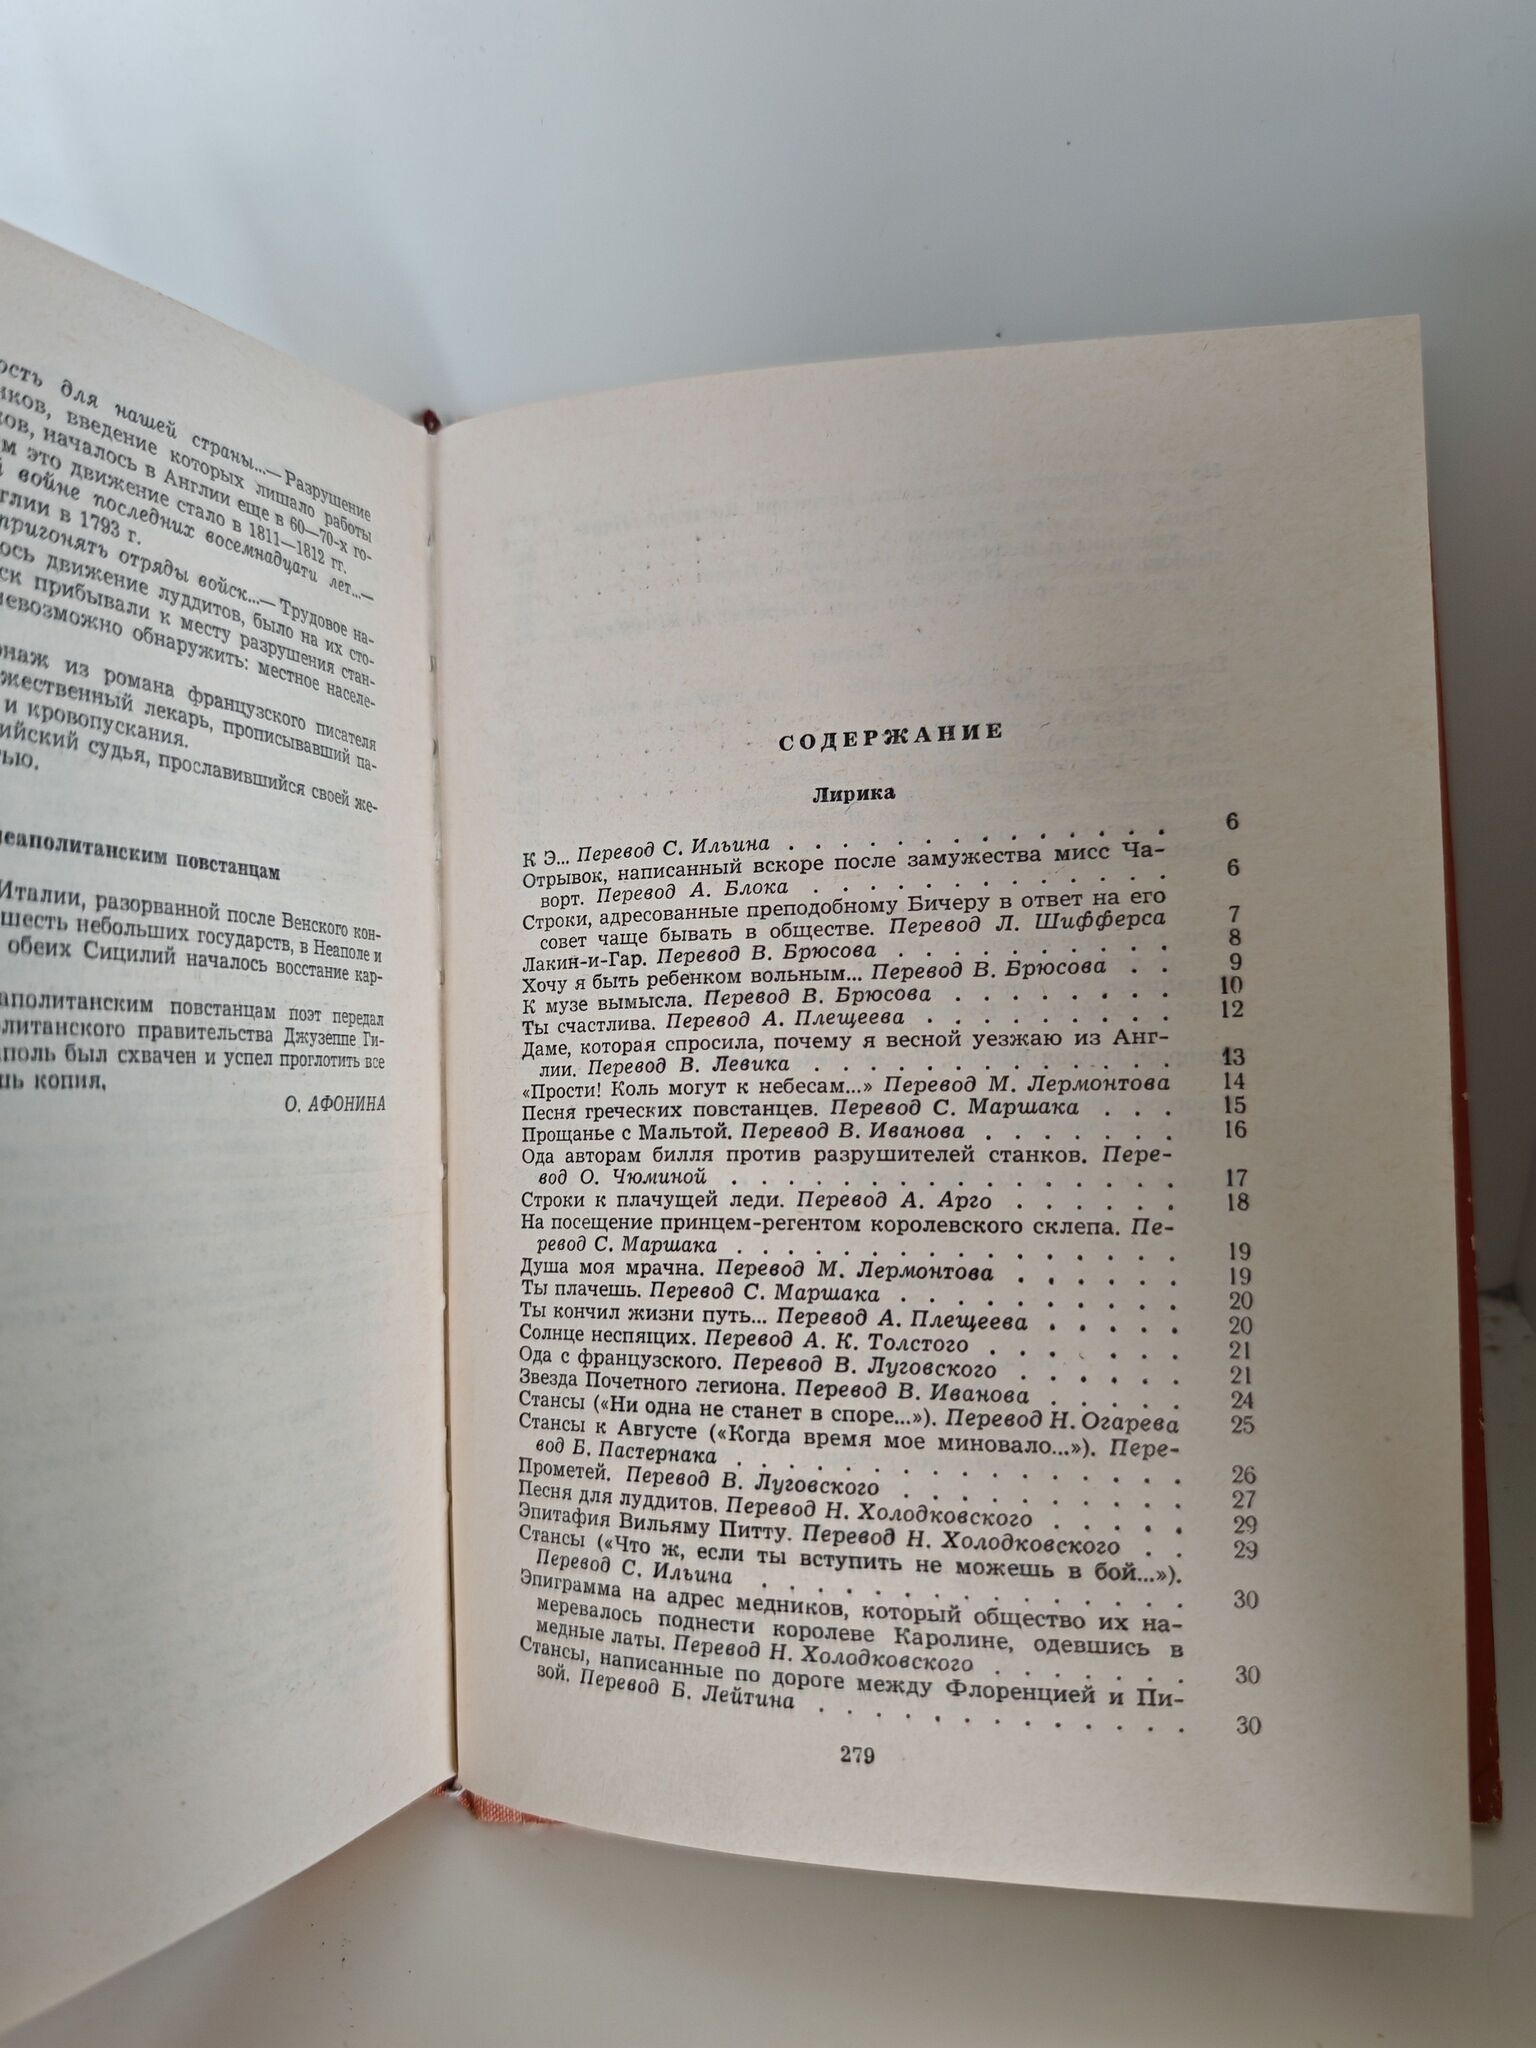 ость для нашей страны...— Разрушение
нков, введение которых лишало работы
ков, началось в Англии еще в 60—70-х го-
м это движение стало в 1811—1812 гг.
й войне последних восемнадцати лет...—
глии в 1793 г.
пригонять отряды войск...— Трудовое на-
ось движение луддитов, было на их сто-
ск прибывали к месту разрушения стан-
невозможно обнаружить: местное населе-
онаж из романа французского писателя
жественный лекарь, прописывавший па-
и кровопускания.
ийский судья, прославившийся своей же-
тью.
неаполитанским повстанцам
Италии, разорванной после Венского кон-
шесть небольших государств, в Неаполе и
обеих Сицилий началось восстание кар-
аполитанским повстанцам поэт передал
олитанского правительства Джузеппе Ги-
аполь был схвачен и успел проглотить все
шь копия,
О. АФОНИНА
СОДЕРЖАНИЕ
Лирика
К Э... Перевод С. Ильина . . . . . . . . . . . . . 6
Отрывок, написанный вскоре после замужества мисс Ча-
ворт. Перевод А. Блока . . . . . . . . . . . . . 6
Строки, адресованные преподобному Бичеру в ответ на его
совет чаще бывать в обществе. Перевод Л. Шифферса 7
Лакин-и-Гар. Перевод В. Брюсова . . . . . . . . . 8
Хочу я быть ребенком вольным... Перевод В. Брюсова . . 9
К музе вымысла. Перевод В. Брюсова . . . . . . . . 10
Ты счастлива. Перевод А. Плещеева . . . . . . . . . 12
Даме, которая спросила, почему я весной уезжаю из Анг-
лии. Перевод В. Левика . . . . . . . . . . . . . 13
«Прости! Коль могут к небесам...» Перевод М. Лермонтова 14
Песня греческих повстанцев. Перевод С. Маршака . . . 15
Прощанье с Мальтой. Перевод В. Иванова . . . . . . . 16
Ода авторам билля против разрушителей станков. Пере-
вод О. Чюминой . . . . . . . . . . . . . . . . 17
Строки к плачущей леди. Перевод А. Арго . . . . . . 18
На посещение принцем-регентом королевского склепа. Пе-
ревод С. Маршака . . . . . . . . . . . . . . . . 19
Душа моя мрачна. Перевод М. Лермонтова . . . . . . 19
Ты плачешь. Перевод С. Маршака . . . . . . . . . . 20
Ты кончил жизни путь... Перевод А. Плещеева . . . . . 20
Солнце неспящих. Перевод А. К. Толстого . . . . . . . 21
Ода с французского. Перевод В. Луговского . . . . . . 21
Звезда Почетного легиона. Перевод В. Иванова . . . . . 24
Стансы («Ни одна не станет в споре...»). Перевод Н. Огарева 25
Стансы к Августе («Когда время мое миновало...»). Пере-
вод Б. Пастернака . . . . . . . . . . . . . . . . 26
Прометей. Перевод В. Луговского . . . . . . . . . . 27
Песня для луддитов. Перевод Н. Холодковского . . . . . 29
Эпитафия Вильяму Питту. Перевод Н. Холодковского . . 29
Стансы («Что ж, если ты вступить не можешь в бой...»).
Перевод С. Ильина . . . . . . . . . . . . . . . 30
Эпиграмма на адрес медников, который общество их на-
меревалось поднести королеве Каролине, одевшись в
медные латы. Перевод Н. Холодковского . . . . . . . 30
Стансы, написанные по дороге между Флоренцией и Пи-
зой. Перевод Б. Лейтина . . . . . . . . . . . . . 30
279